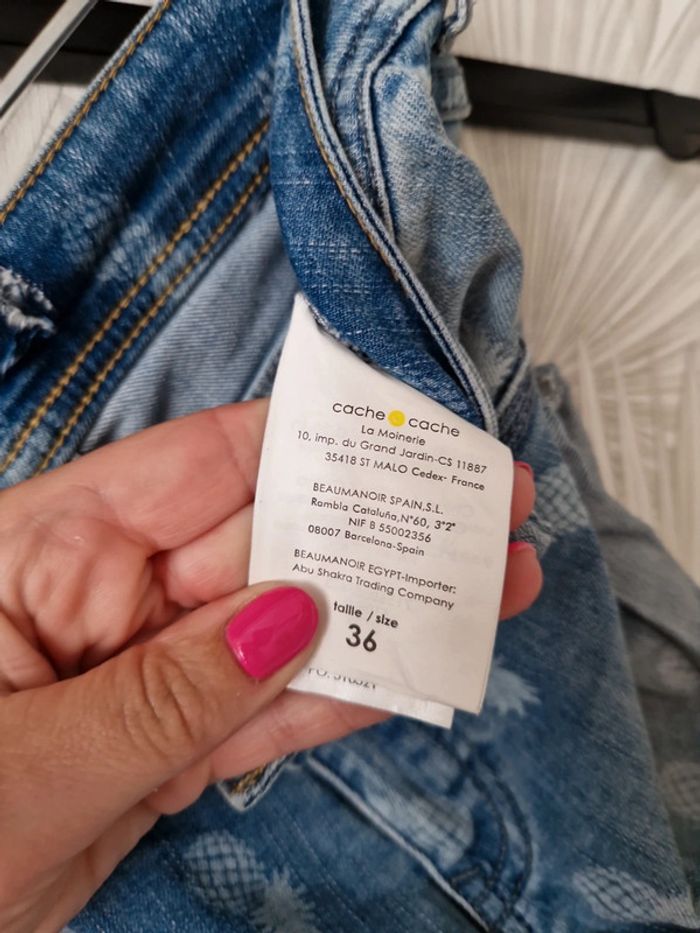 cache cache
La Moinerie
10, imp. du Grand Jardin-CS 11887
35418 ST MALO Cedex- France
BEAUMANOIR SPAIN,S.L.
Rambla Cataluña,N°60, 3°2ª
NIF B 55002356
08007 Barcelona-Spain
BEAUMANOIR EGYPT-Importer:
Abu Shakra Trading Company
taille / size
36